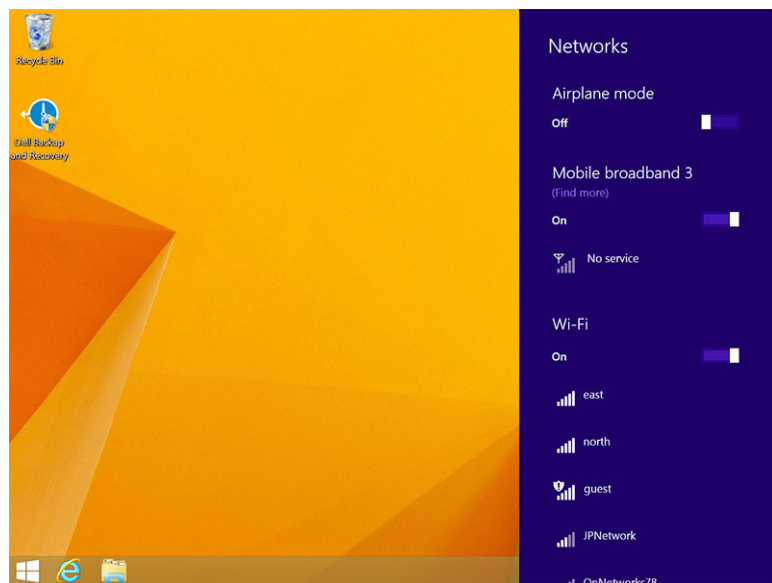 Recycle Bin
Dell Backup
and Recovery
Networks
Airplane mode
Off
Mobile broadband 3
(Find more)
On
No service
Wi-Fi
On
east
north
guest
JPNetwork
OpNetworks78